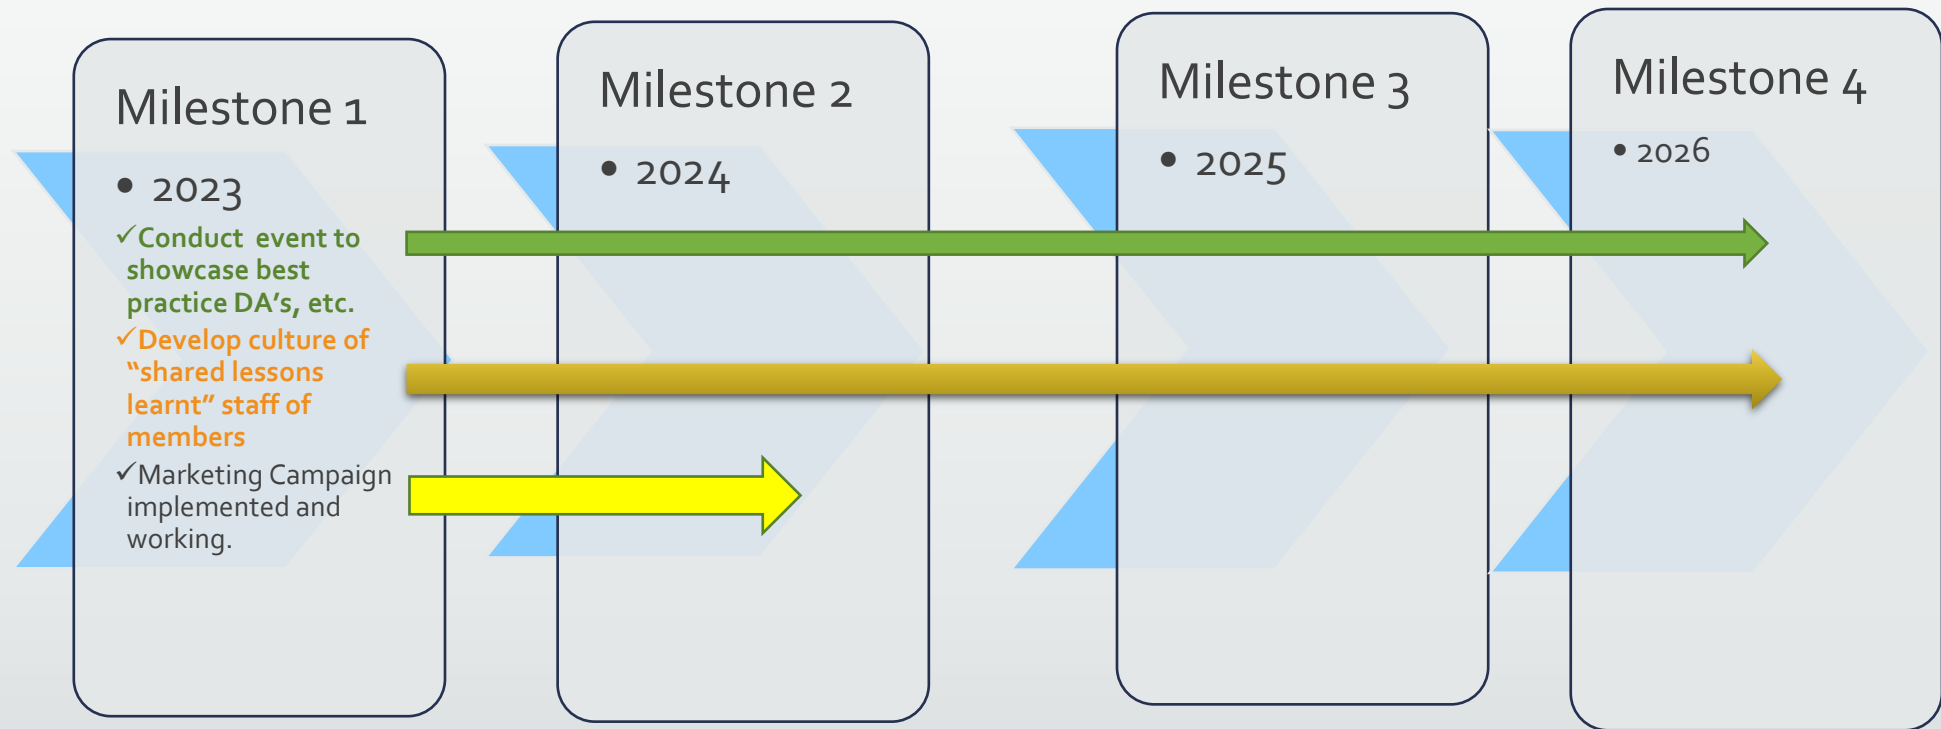 Milestone 1
• 2023
✓Conduct event to
showcase best
practice DA's, etc.
✓Develop culture of
“shared lessons
learnt” staff of
members
✓Marketing Campaign
implemented and
working.
Milestone 2
• 2024
Milestone 3
• 2025
Milestone 4
• 2026